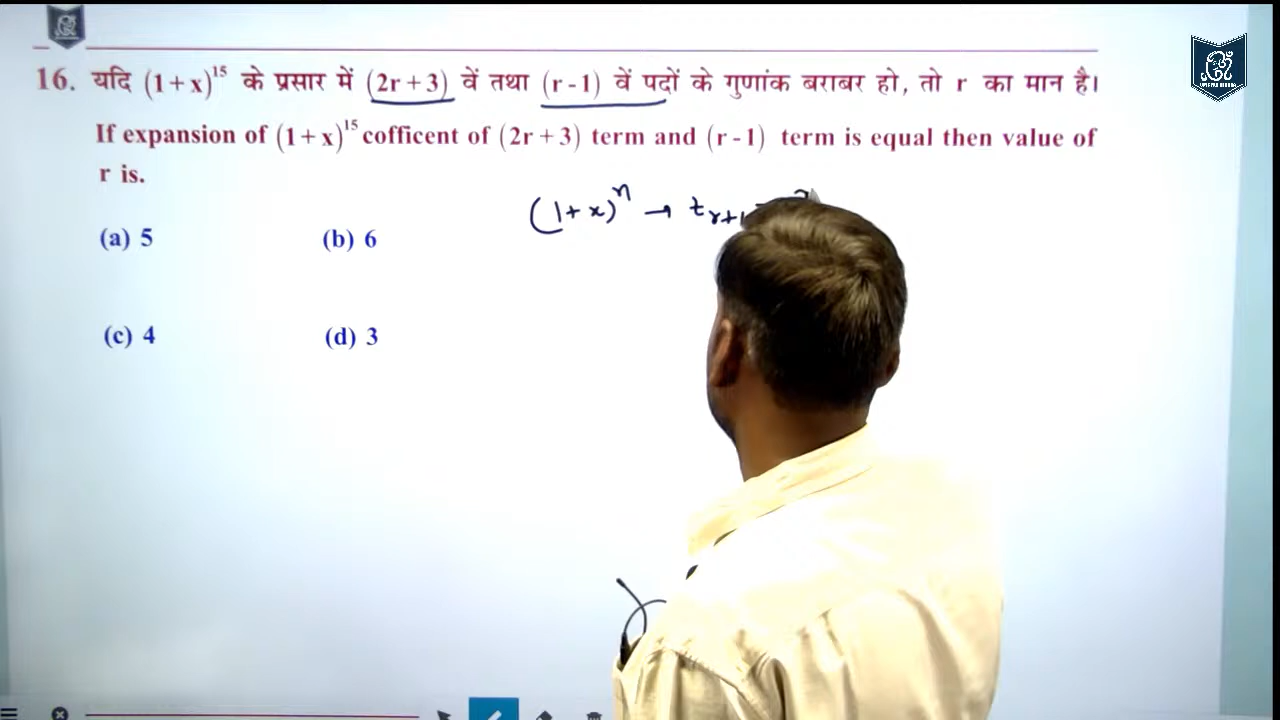 16. यदि (1 + x)^15 के प्रसार में (2r + 3) वें तथा (r - 1) वें पदों के गुणांक बराबर हो, तो r का मान है।
If expansion of (1 + x)^15 cofficent of (2r + 3) term and (r - 1) term is equal then value of
r is.
(1 + x)^n → t_r+1
(a) 5 (b) 6
(c) 4 (d) 3